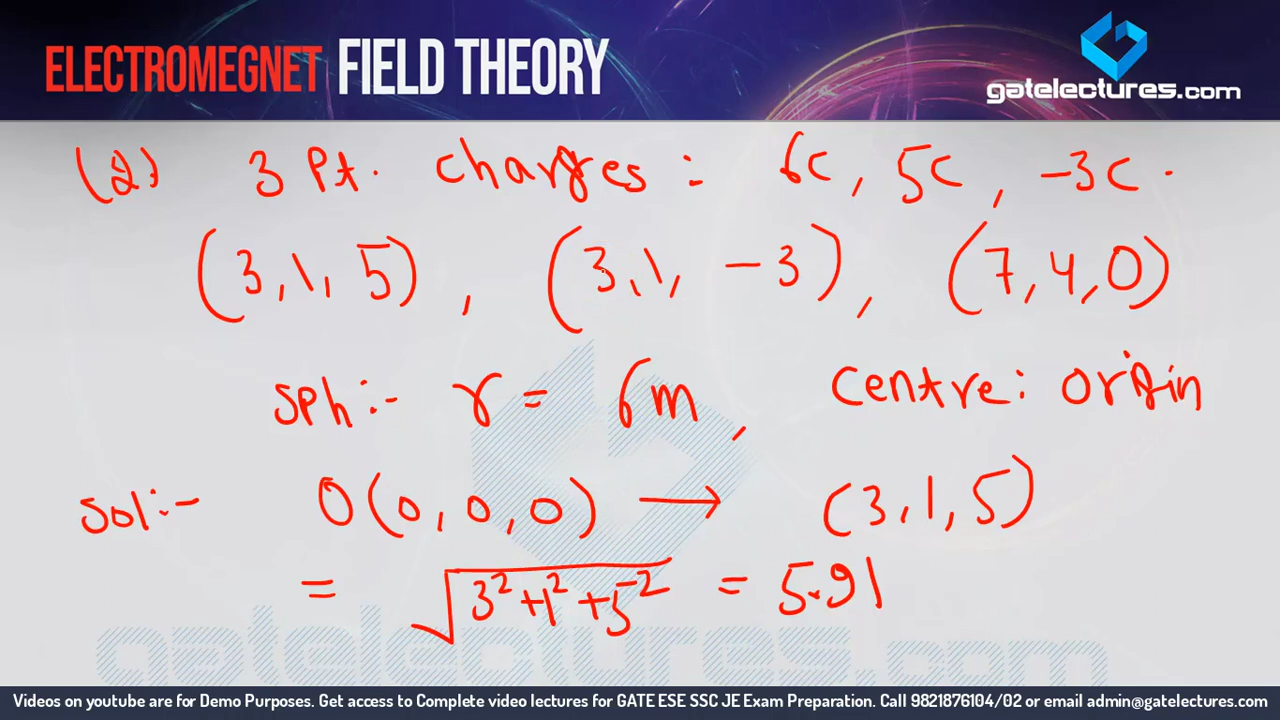 ELECTROMEGNET FIELD THEORY
gatelectures.com
(2) 3 Pt. charges : 6C, 5C, -3C.
(3,1,5), (3,1,-3), (7,4,0)
Sph:- r = 6m, centre: origin
Sol:- O(0,0,0) → (3,1,5)
= √3²+1²+5² = 5.91
gatelectures.com
Videos on youtube are for Demo Purposes. Get access to Complete video lectures for GATE ESE SSC JE Exam Preparation. Call 9821876104/02 or email admin@gatelectures.com